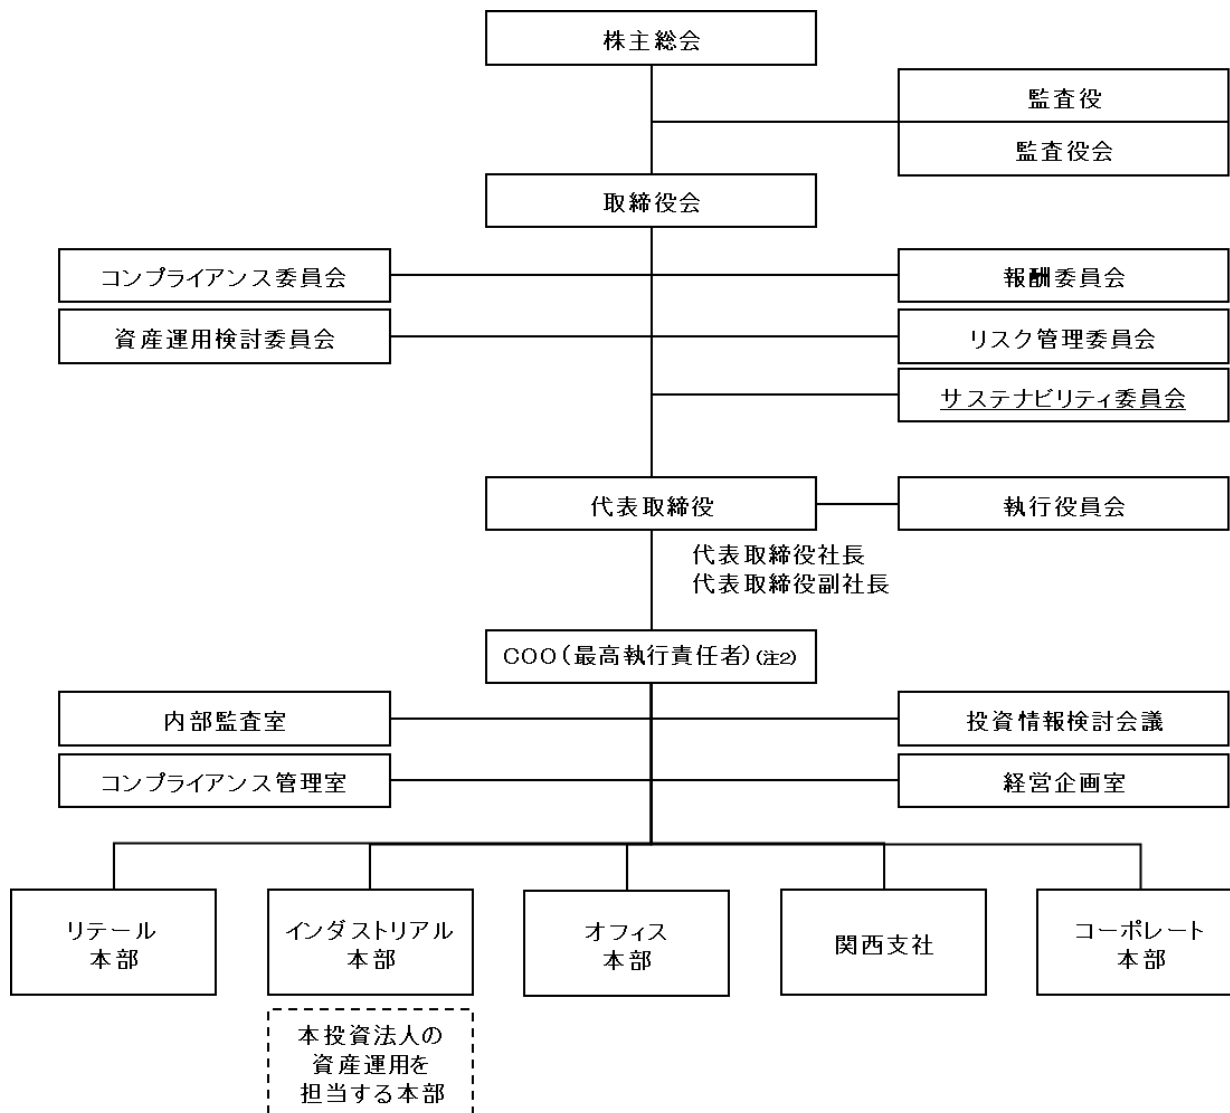 株主総会
監査役
監査役会
取締役会
コンプライアンス委員会
報酬委員会
資産運用検討委員会
リスク管理委員会
サステナビリティ委員会
代表取締役
執行役員会
代表取締役社長
代表取締役副社長
COO(最高執行責任者)(注2)
内部監査室
投資情報検討会議
コンプライアンス管理室
経営企画室
リテール
本部
インダストリアル
本部
オフィス
本部
関西支社
コーポレート
本部
本投資法人の
資産運用を
担当する本部